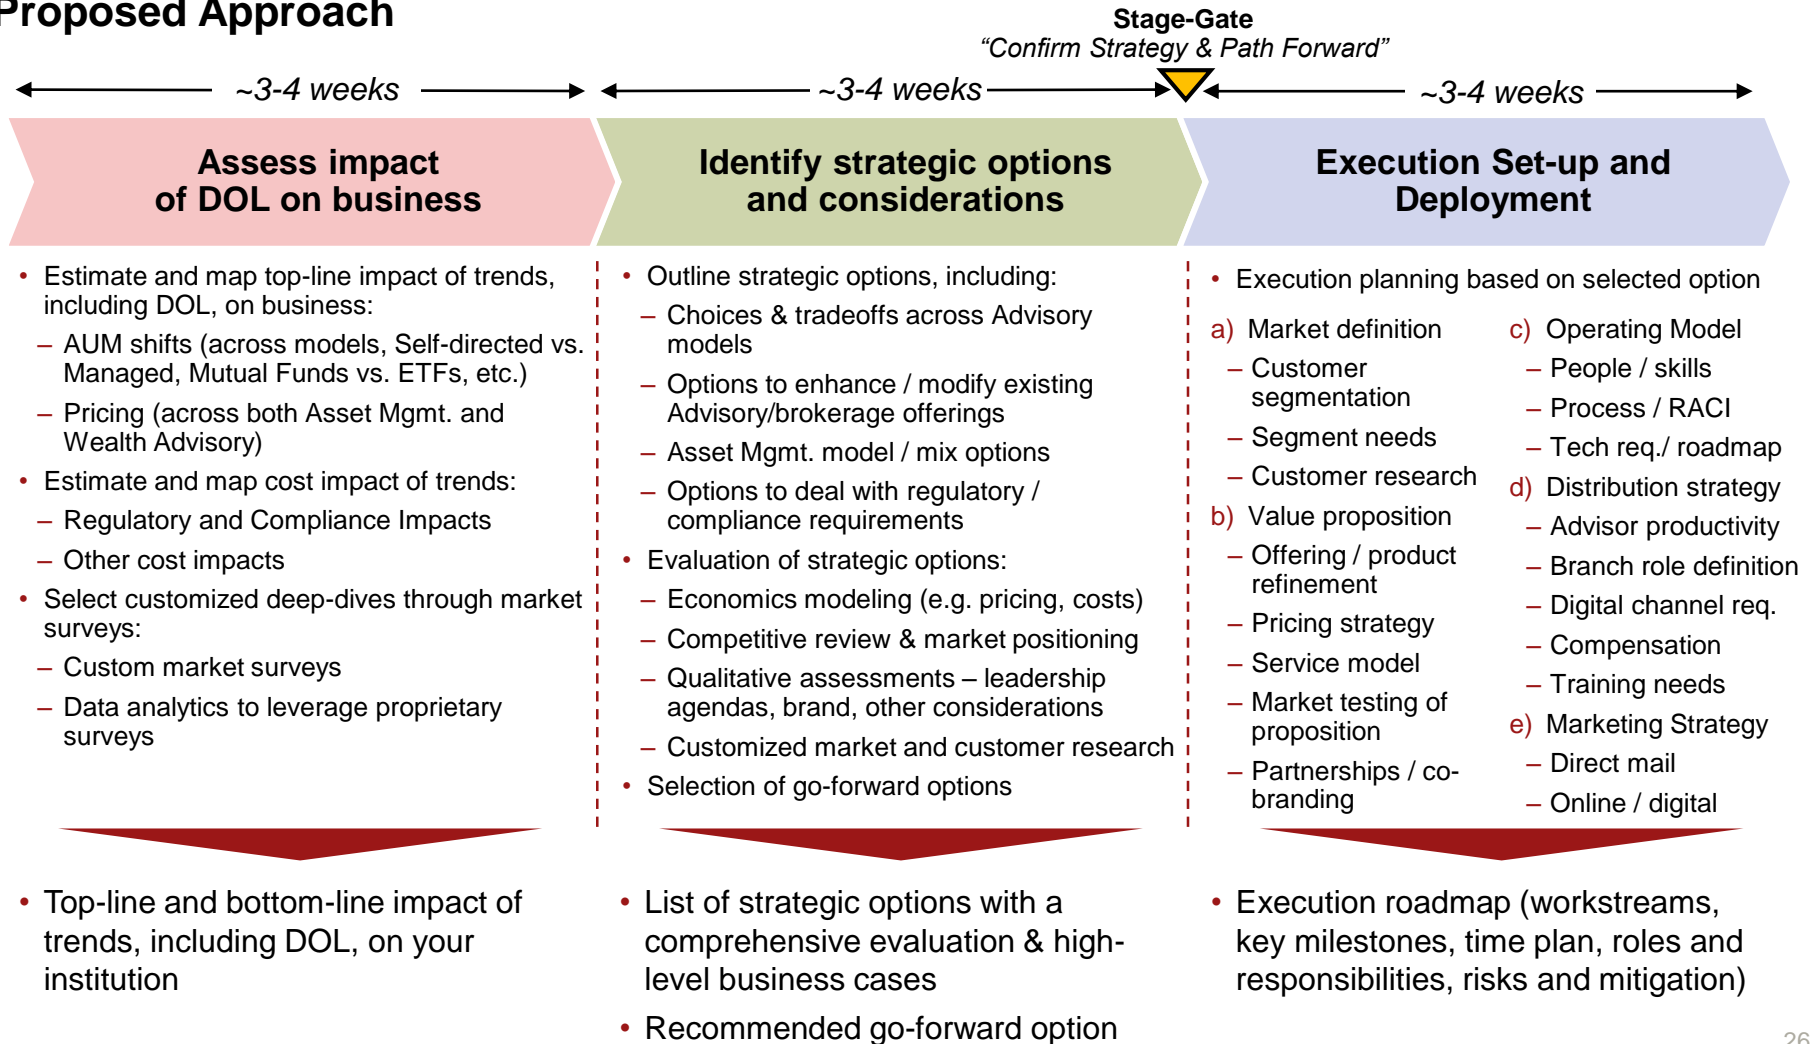 Proposed Approach
Stage-Gate
“Confirm Strategy & Path Forward”
~3-4 weeks
~3-4 weeks
~3-4 weeks
Assess impact
of DOL on business
Identify strategic options
and considerations
Execution Set-up and
Deployment
• Estimate and map top-line impact of trends,
including DOL, on business:
– AUM shifts (across models, Self-directed vs.
Managed, Mutual Funds vs. ETFs, etc.)
– Pricing (across both Asset Mgmt. and
Wealth Advisory)
• Estimate and map cost impact of trends:
– Regulatory and Compliance Impacts
– Other cost impacts
• Select customized deep-dives through market
surveys:
– Custom market surveys
– Data analytics to leverage proprietary
surveys
• Outline strategic options, including:
– Choices & tradeoffs across Advisory
models
– Options to enhance / modify existing
Advisory/brokerage offerings
– Asset Mgmt. model / mix options
– Options to deal with regulatory /
compliance requirements
• Evaluation of strategic options:
– Economics modeling (e.g. pricing, costs)
– Competitive review & market positioning
– Qualitative assessments – leadership
agendas, brand, other considerations
– Customized market and customer research
• Selection of go-forward options
• Execution planning based on selected option
a) Market definition
– Customer
segmentation
– Segment needs
– Customer research
b) Value proposition
– Offering / product
refinement
– Pricing strategy
– Service model
– Market testing of
proposition
– Partnerships / co-
branding
c) Operating Model
– People / skills
– Process / RACI
– Tech req./ roadmap
d) Distribution strategy
– Advisor productivity
– Branch role definition
– Digital channel req.
– Compensation
– Training needs
e) Marketing Strategy
– Direct mail
– Online / digital
• Top-line and bottom-line impact of
trends, including DOL, on your
institution
• List of strategic options with a
comprehensive evaluation & high-
level business cases
• Recommended go-forward option
• Execution roadmap (workstreams,
key milestones, time plan, roles and
responsibilities, risks and mitigation)
26